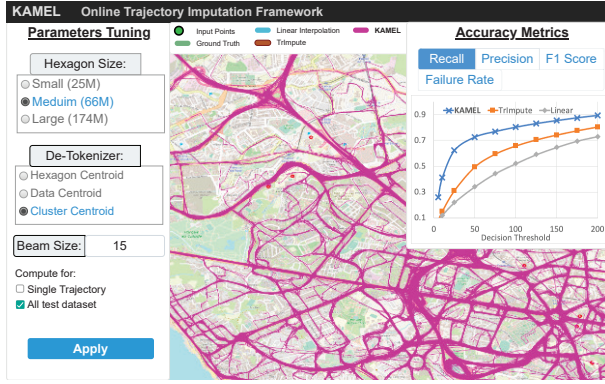 KAMEL Online Trajectory Imputation Framework
Parameters Tuning
Hexagon Size:
Small (25M)
Meduim (66M)
Large (174M)
De-Tokenizer:
Hexagon Centroid
Data Centroid
Cluster Centroid
Beam Size: 15
Compute for:
Single Trajectory
All test dataset
Apply
Input Points Linear Interpolation KAMEL
Ground Truth TrImpute
Accuracy Metrics
Recall Precision F1 Score
Failure Rate
KAMEL TrImpute Linear
0.9
0.7
0.5
0.3
0.1
0 50 100 150 200
Decision Threshold